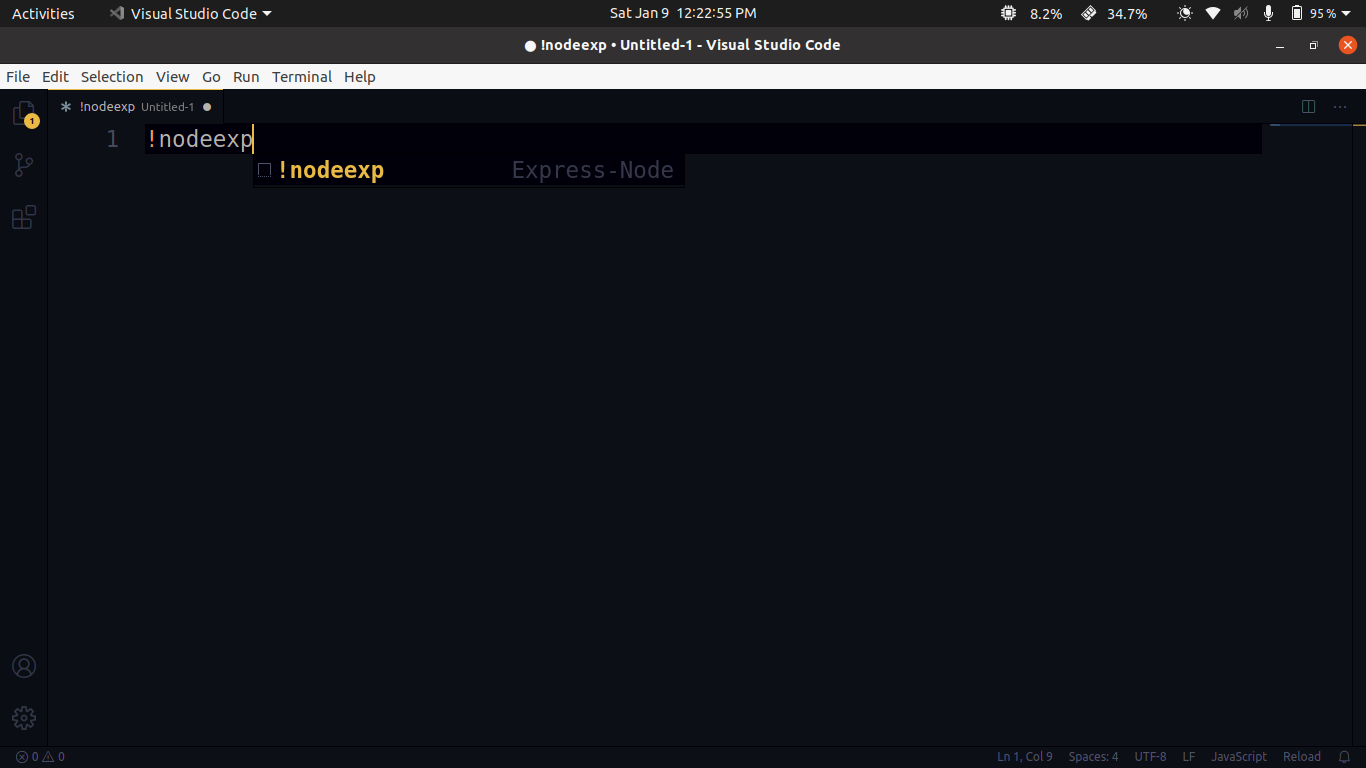 Activities Visual Studio Code Sat Jan 9 12:22:55 PM 8.2% 34.7% 95%
● !nodeexp • Untitled-1 - Visual Studio Code
File Edit Selection View Go Run Terminal Help
!nodeexp Untitled-1 ●
1
1 !nodeexp
!nodeexp Express-Node
0 0 Ln 1, Col 9 Spaces: 4 UTF-8 LF JavaScript Reload